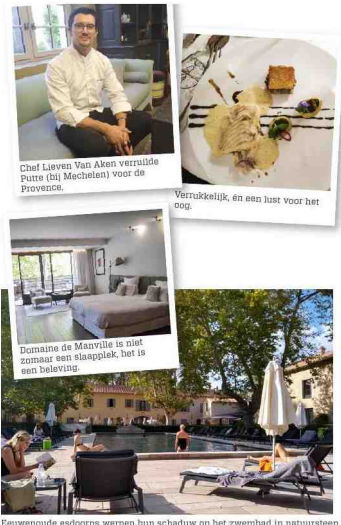 Chef Lieven Van Aken verruilde
Putte (bij Mechelen) voor de
Provence.
Verrukkelijk, én een lust voor het
oog.
Domaine de Manville is niet
zomaar een slaapplek, het is
een beleving.
Eeuwenoude esdoorns werpen hun schaduw op het zwembad in natuursteen